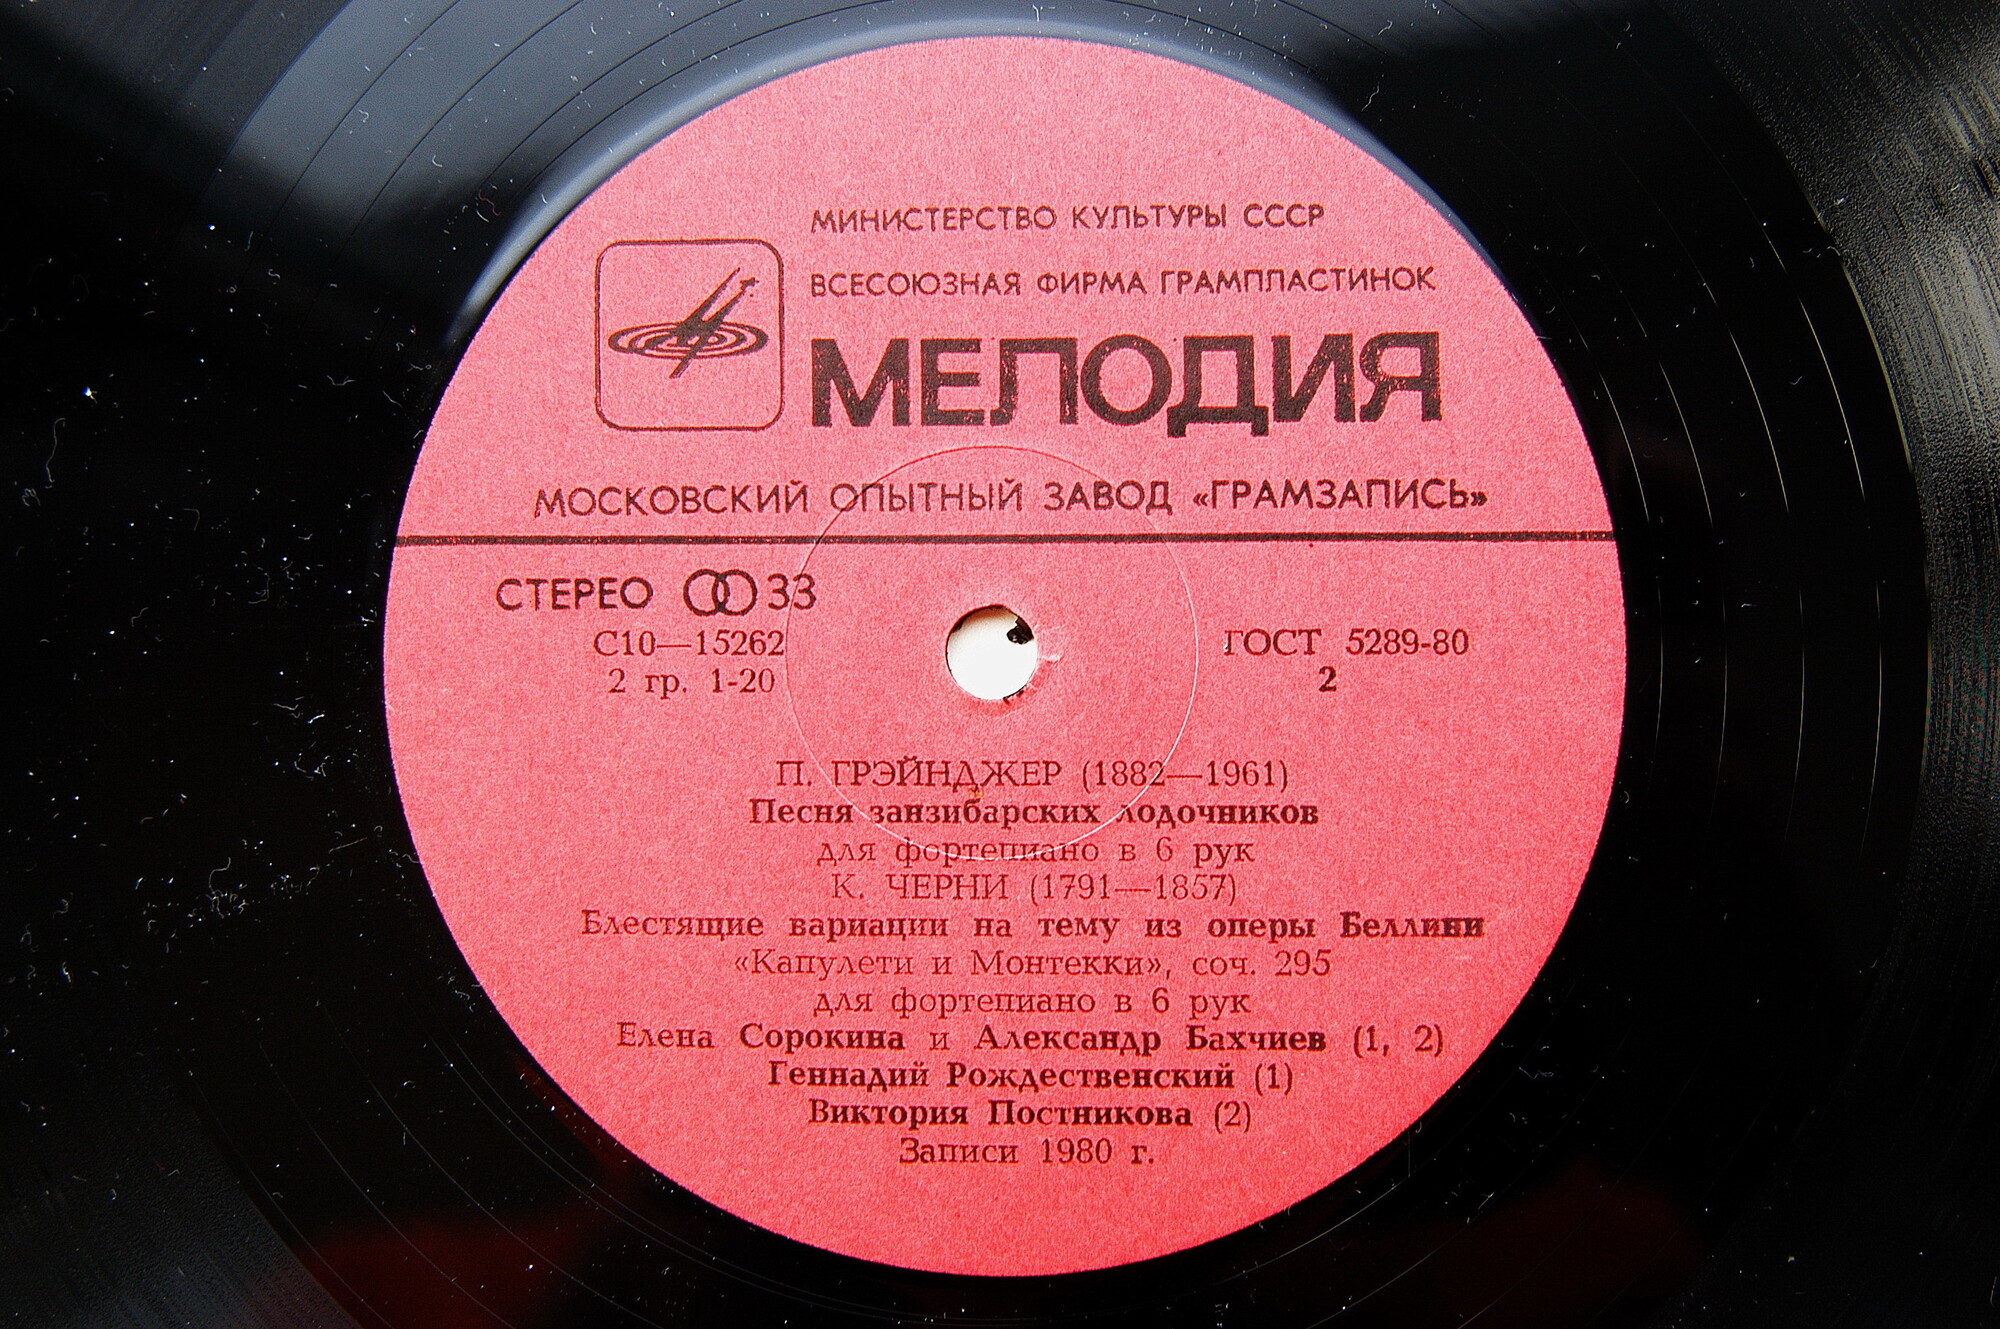 МИНИСТЕРСТВО КУЛЬТУРЫ СССР
ВСЕСОЮЗНАЯ ФИРМА ГРАМПЛАСТИНОК
МЕЛОДИЯ
МОСКОВСКИЙ ОПЫТНЫЙ ЗАВОД «ГРАМЗАПИСЬ»
СТЕРЕО 33
С10—15262
ГОСТ 5289-80
2 гр. 1-20
2
П. ГРЭЙНДЖЕР (1882—1961)
Песня занзибарских лодочников
для фортепиано в 6 рук
К. ЧЕРНИ (1791—1857)
Блестящие вариации на тему из оперы Беллини
«Капулети и Монтекки», соч. 295
для фортепиано в 6 рук
Елена Сорокина и Александр Бахчиев (1, 2)
Геннадий Рождественский (1)
Виктория Постникова (2)
Записи 1980 г.